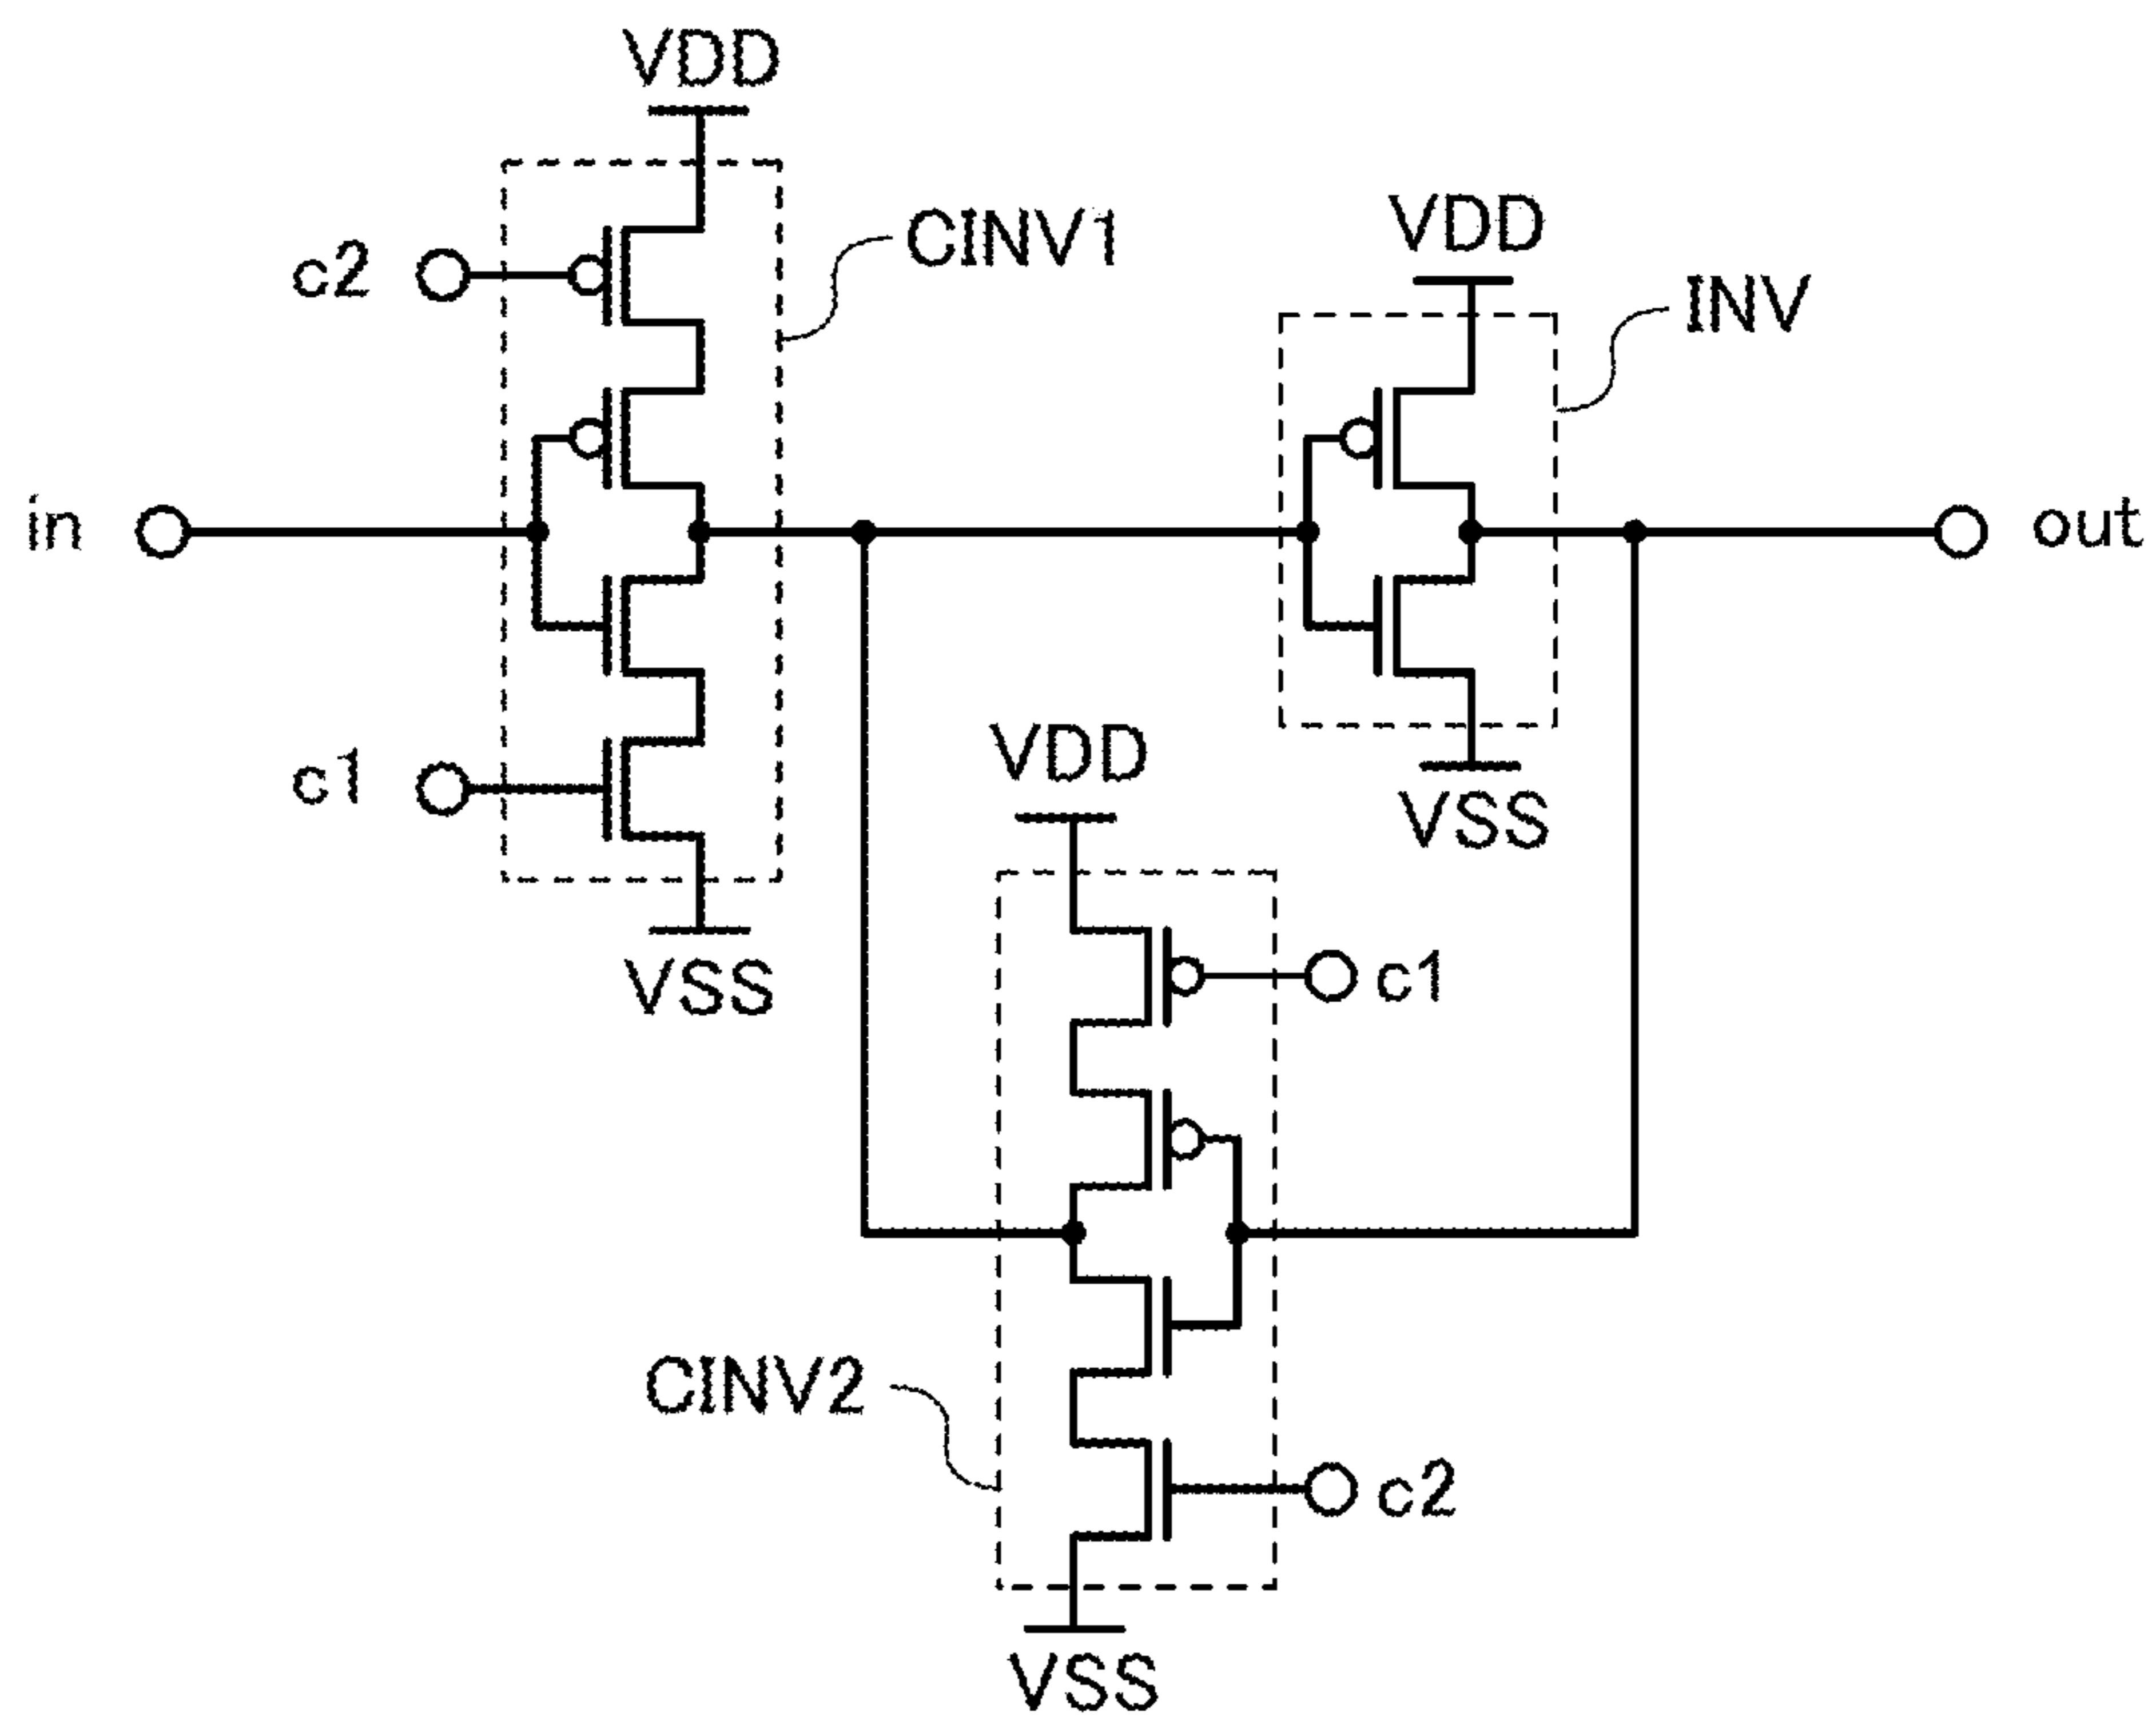 VDD
VDD
CINV1
c2
INV
in
out
VDD
c1
VSS
VSS
c1
CINV2
c2
VSS